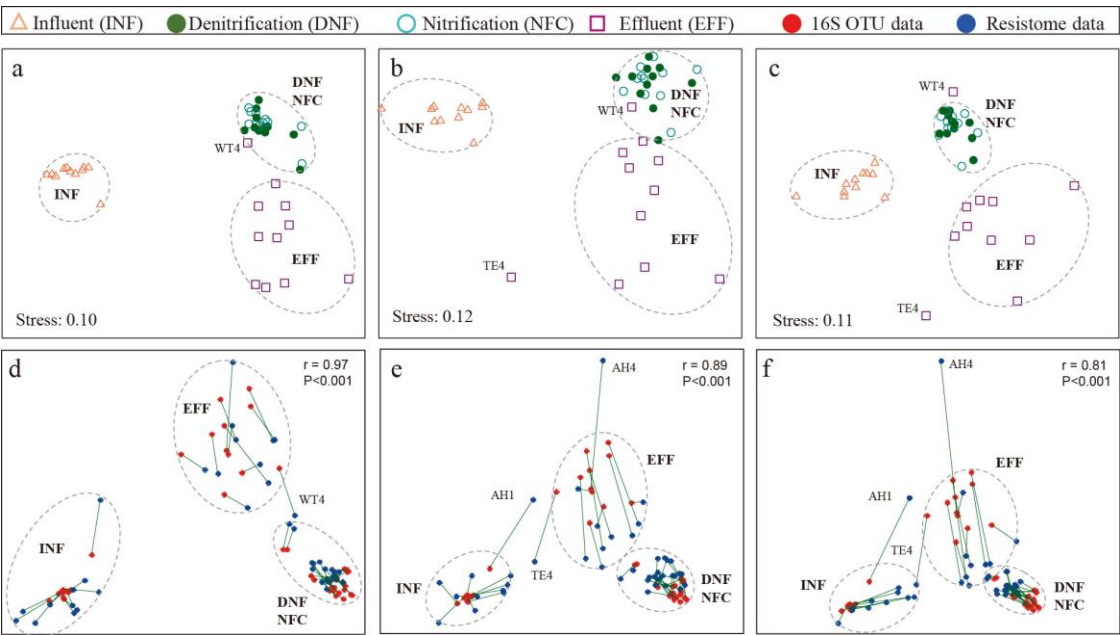 Influent (INF) Denitrification (DNF) Nitrification (NFC) Effluent (EFF) 16S OTU data Resistome data
a
DNF
NFC
WT4
INF
EFF
Stress: 0.10
b
DNF
NFC
WT4
INF
EFF
TE4
Stress: 0.12
c
WT4
DNF
NFC
INF
EFF
TE4
Stress: 0.11
d
r = 0.97
P<0.001
EFF
WT4
INF
DNF
NFC
e
r = 0.89
P<0.001
AH4
EFF
AH1
TE4
INF
DNF
NFC
f
r = 0.81
P<0.001
AH4
EFF
AH1
TE4
INF
DNF
NFC